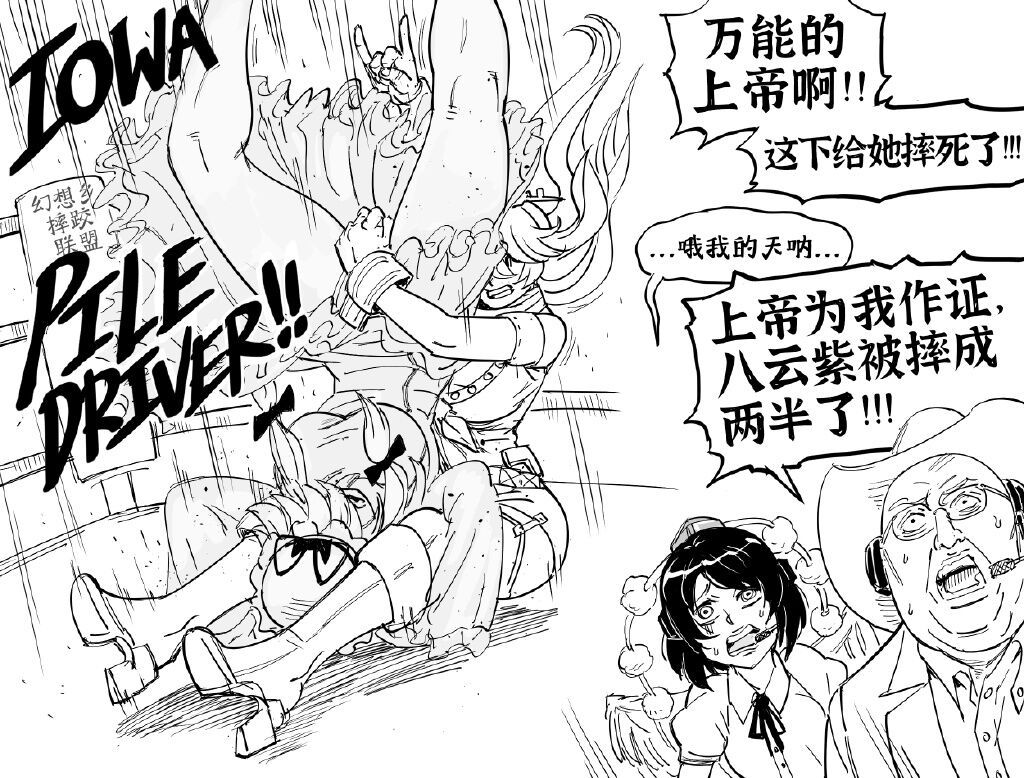 IOWA
PILE
DRIVER!!
幻想乡
摔跤
联盟
万能的
上帝啊!!
这下给她摔死了!!!
...哦我的天呐...
上帝为我作证,
八云紫被摔成
两半了!!!